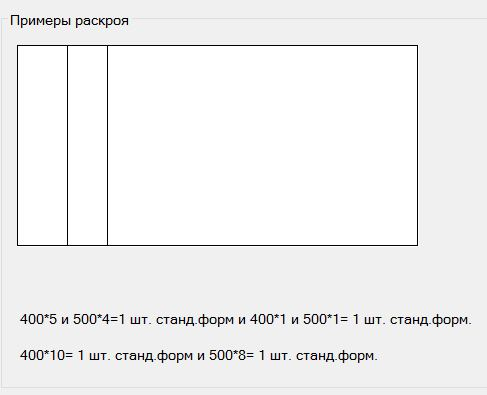 Примеры раскроя
400*5 и 500*4=1 шт. станд.форм и 400*1 и 500*1= 1 шт. станд.форм.
400*10= 1 шт. станд.форм и 500*8= 1 шт. станд.форм.